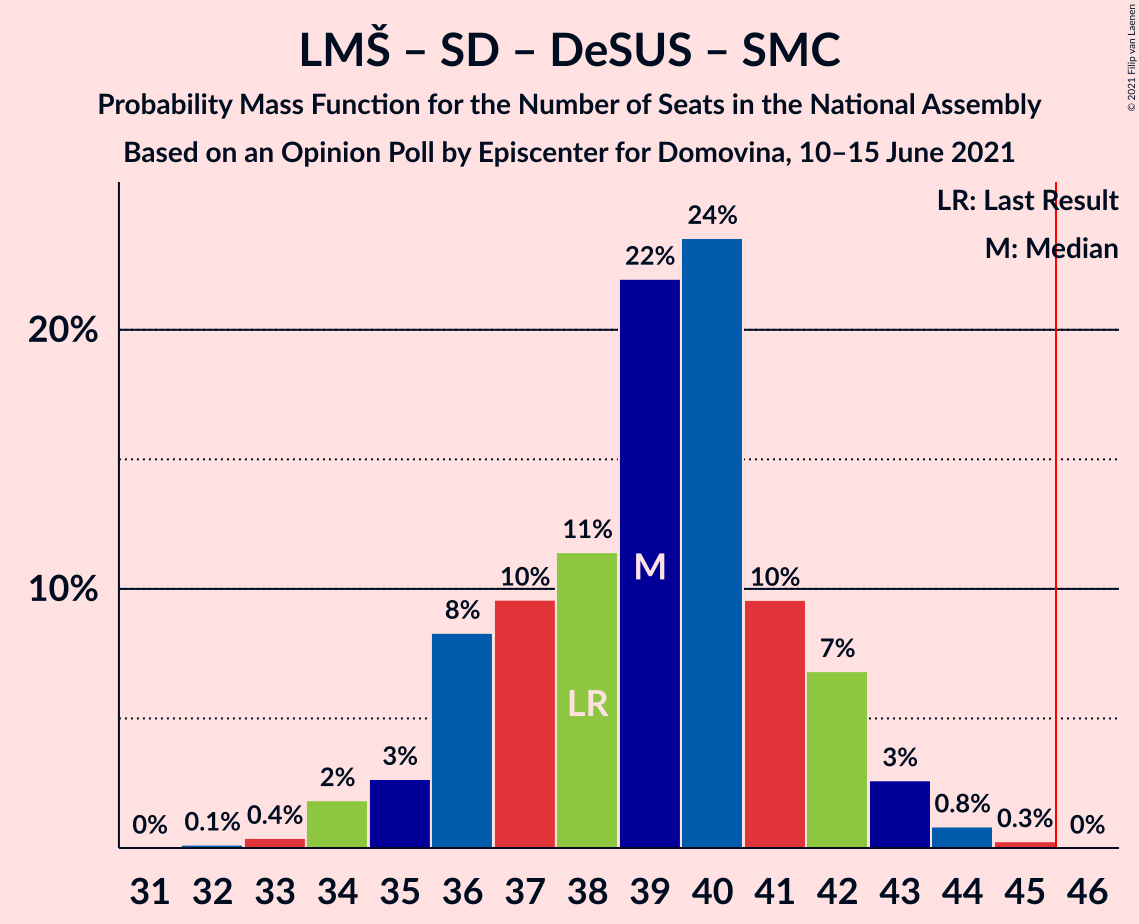 LMŠ – SD – DeSUS – SMC
Probability Mass Function for the Number of Seats in the National Assembly
Based on an Opinion Poll by Episcenter for Domovina, 10–15 June 2021
© 2021 Filip van Laenen
LR: Last Result
M: Median
20%
10%
0%
0.1%
0.4%
2%
3%
8%
10%
11%
22%
24%
10%
7%
3%
0.8%
0.3%
0%
M
LR
31 32 33 34 35 36 37 38 39 40 41 42 43 44 45 46